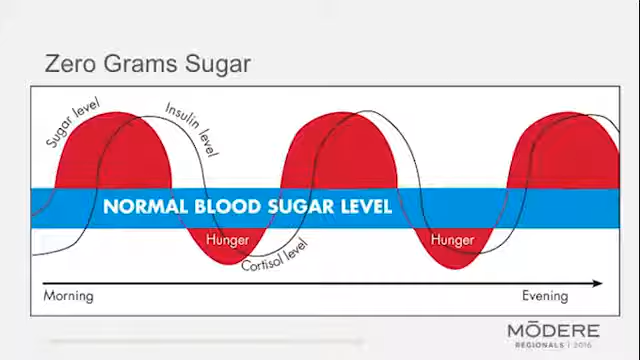 Zero Grams Sugar
Sugar level
Insulin level
NORMAL BLOOD SUGAR LEVEL
Hunger
Hunger
Cortisol level
Morning
Evening
MŌDERE
REGIONALS | 2016